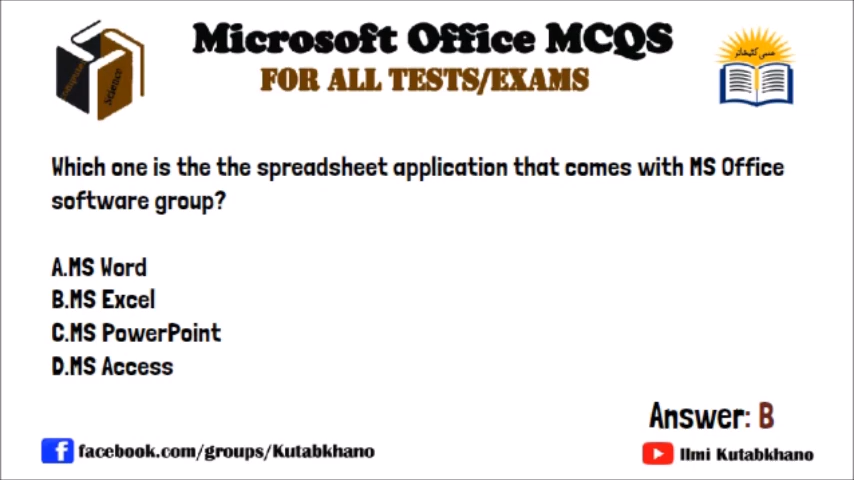 Microsoft Office MCQS
FOR ALL TESTS/EXAMS
Science
Which one is the the spreadsheet application that comes with MS Office
software group?
A.MS Word
B.MS Excel
C.MS PowerPoint
D.MS Access
Answer: B
facebook.com/groups/Kutabkhano
Ilmi Kutabkhano